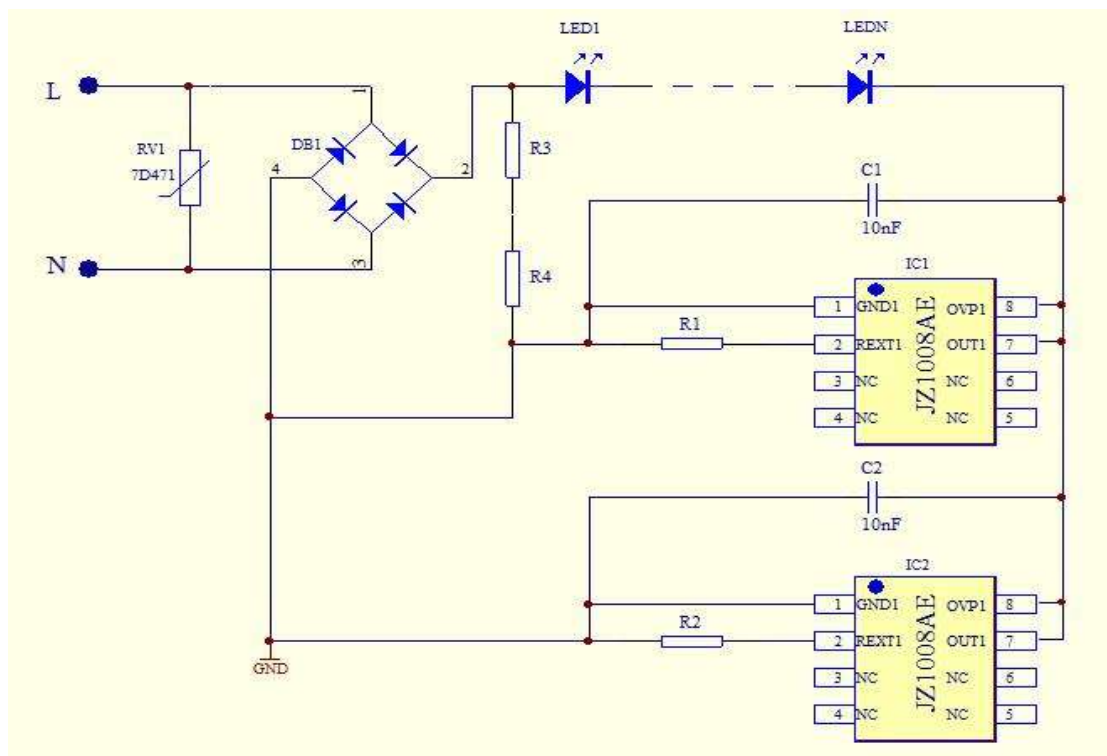 LED1
LEDN
L
1
RV1
7D471
DB1
4
2
R3
C1
10nF
N
3
R4
IC1
1
GND1
OVP1
8
R1
2
REXT1
OUT1
7
3
NC
NC
6
4
NC
NC
5
JZ1008AE
C2
10nF
IC2
1
GND1
OVP1
8
R2
2
REXT1
OUT1
7
GND
3
NC
NC
6
4
NC
NC
5
JZ1008AE